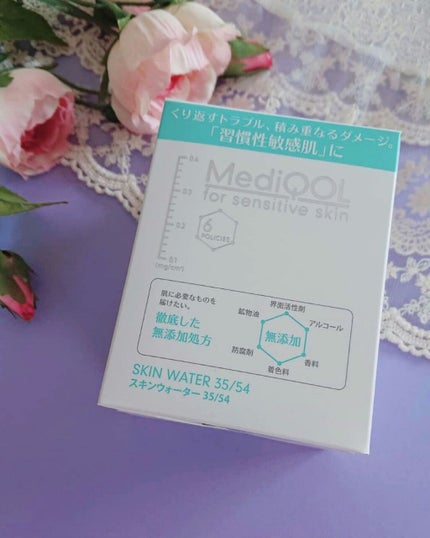 くり返すトラブル、積み重なるダメージ。
「習慣性敏感肌」に
0.4
0.3
0.2
0.1
(mg/cm²)
MediQOL
for sensitive skin
6
POLICIES
肌に必要なものを
届けたい。
徹底した
無添加処方
界面活性剤
鉱物油
アルコール
無添加
防腐剤
香料
着色料
SKIN WATER 35/54
スキンウォーター 35/54